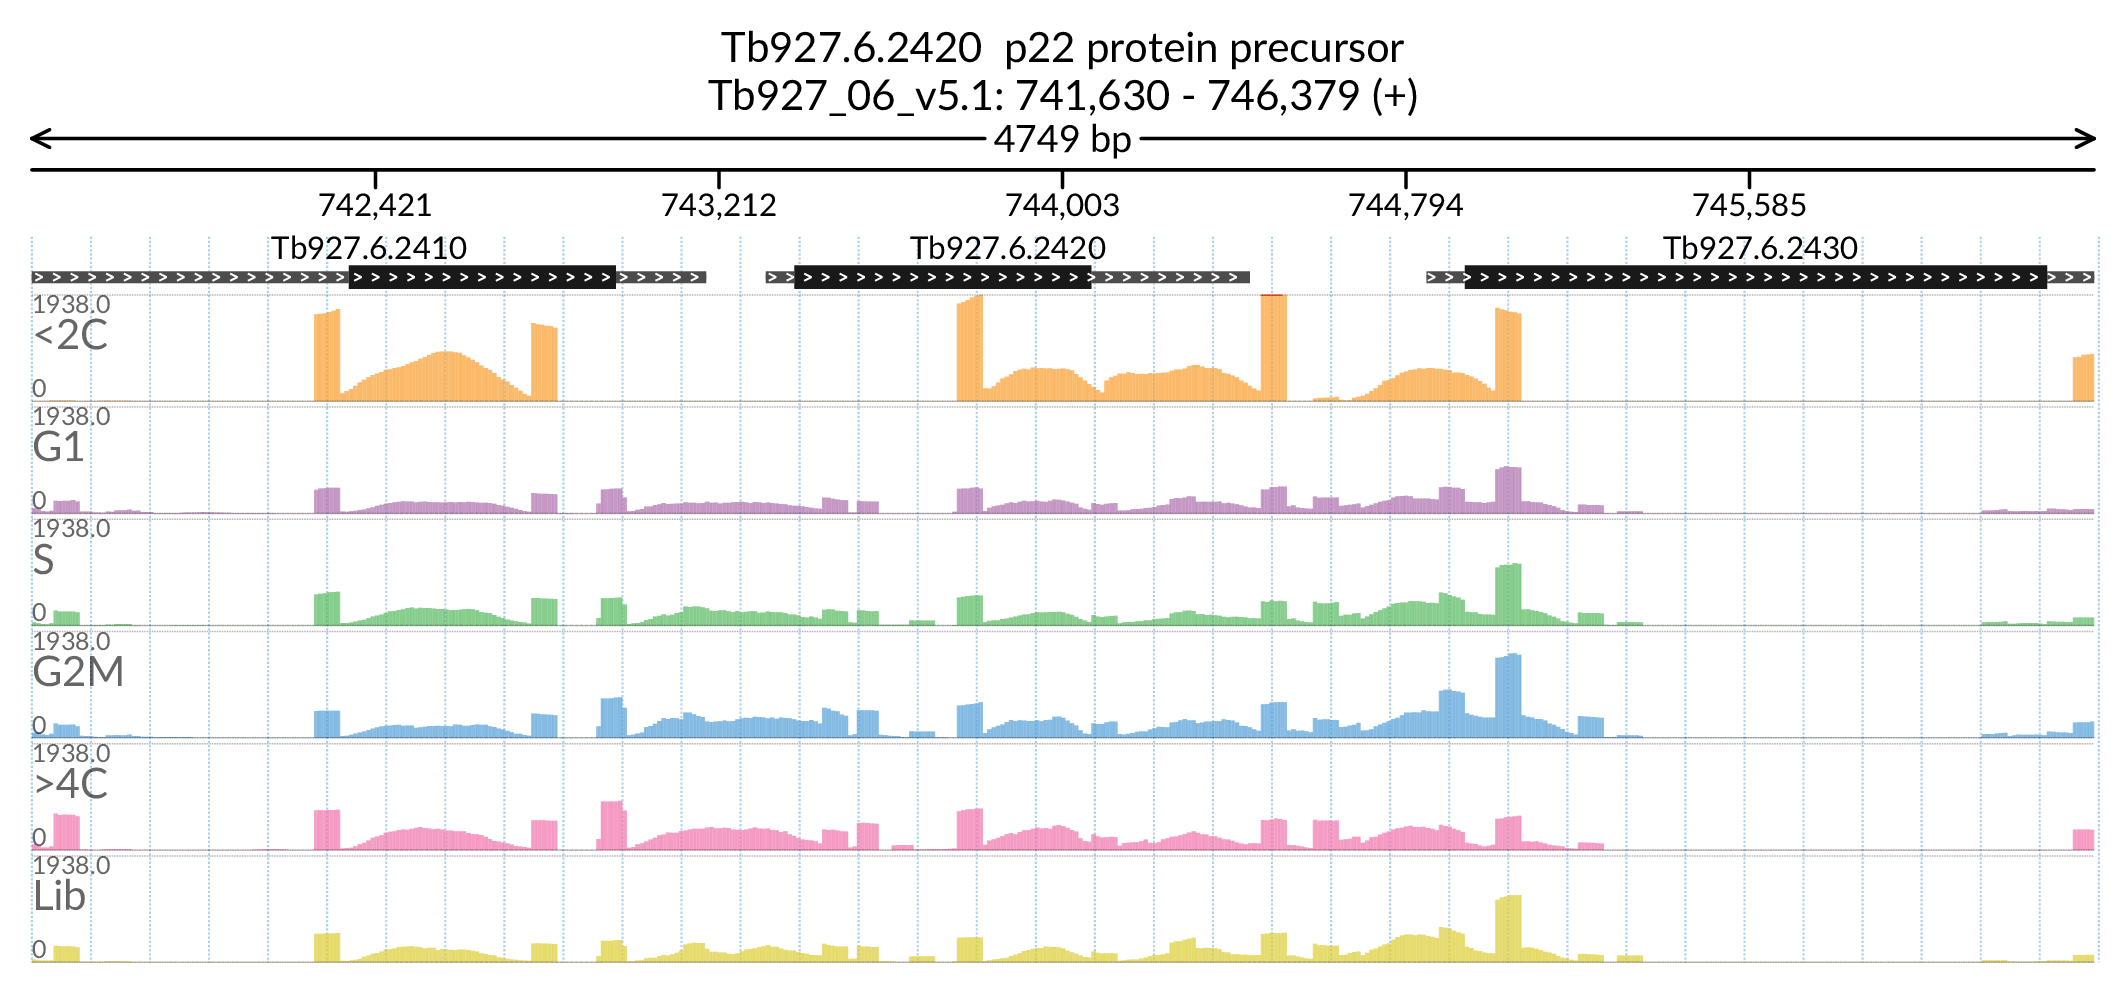 Tb927.6.2420  p22 protein precursor
Tb927_06_v5.1: 741,630 - 746,379 (+)
4749 bp
742,421 743,212 744,003 744,794 745,585
Tb927.6.2410 Tb927.6.2420 Tb927.6.2430
1938.0
<2C
0
1938.0
G1
0
1938.0
S
0
1938.0
G2M
0
1938.0
>4C
0
1938.0
Lib
0